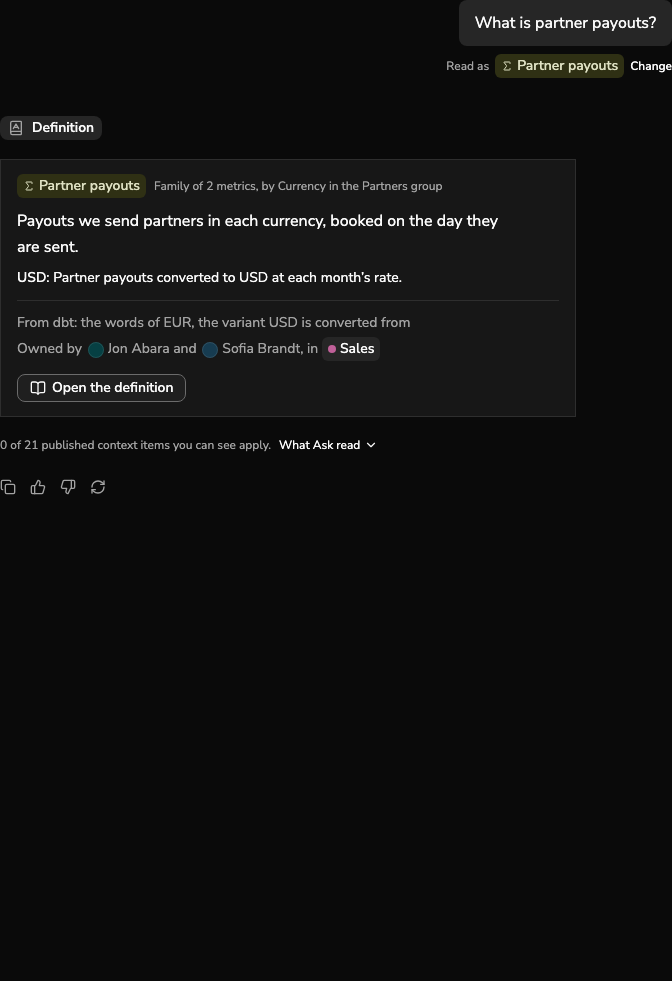 What is partner payouts?
Read as Σ Partner payouts Change
Definition
Σ Partner payouts Family of 2 metrics, by Currency in the Partners group
Payouts we send partners in each currency, booked on the day they
are sent.
USD: Partner payouts converted to USD at each month's rate.
From dbt: the words of EUR, the variant USD is converted from
Owned by Jon Abara and Sofia Brandt, in Sales
Open the definition
0 of 21 published context items you can see apply. What Ask read